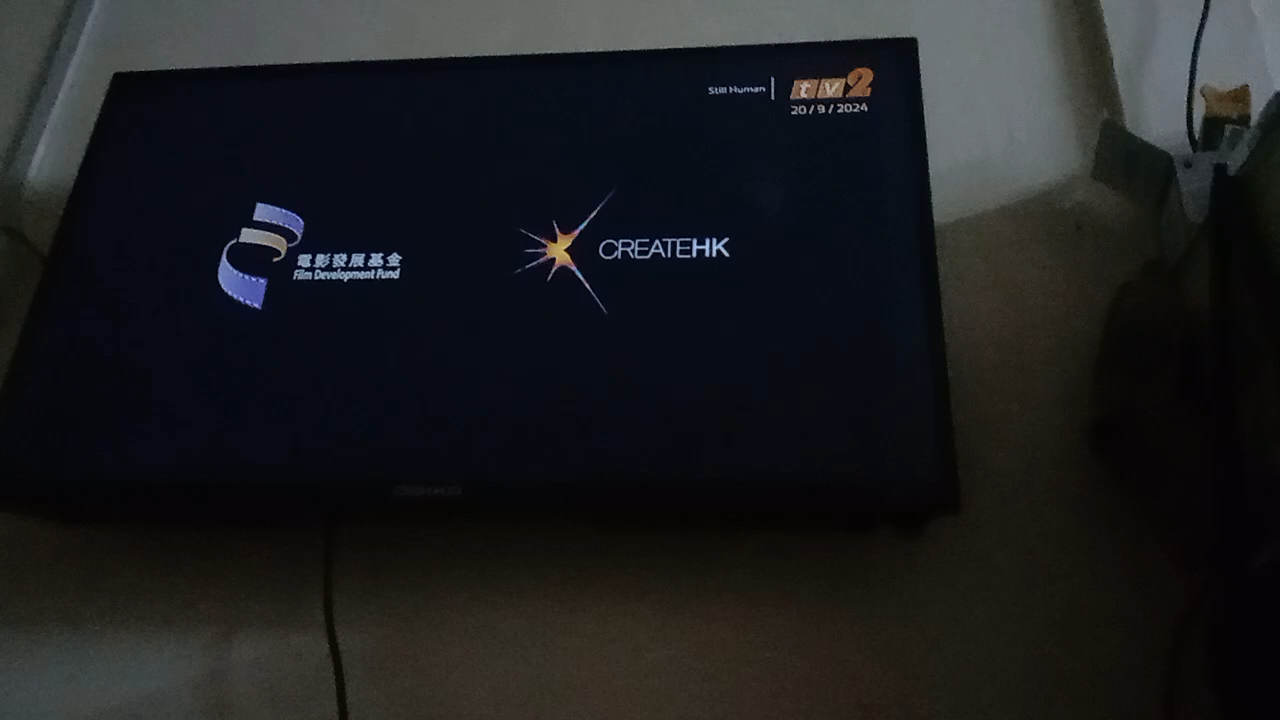 Still Human
tv2
20 / 9 / 2024
電影發展基金
Film Development Fund
CREATEHK